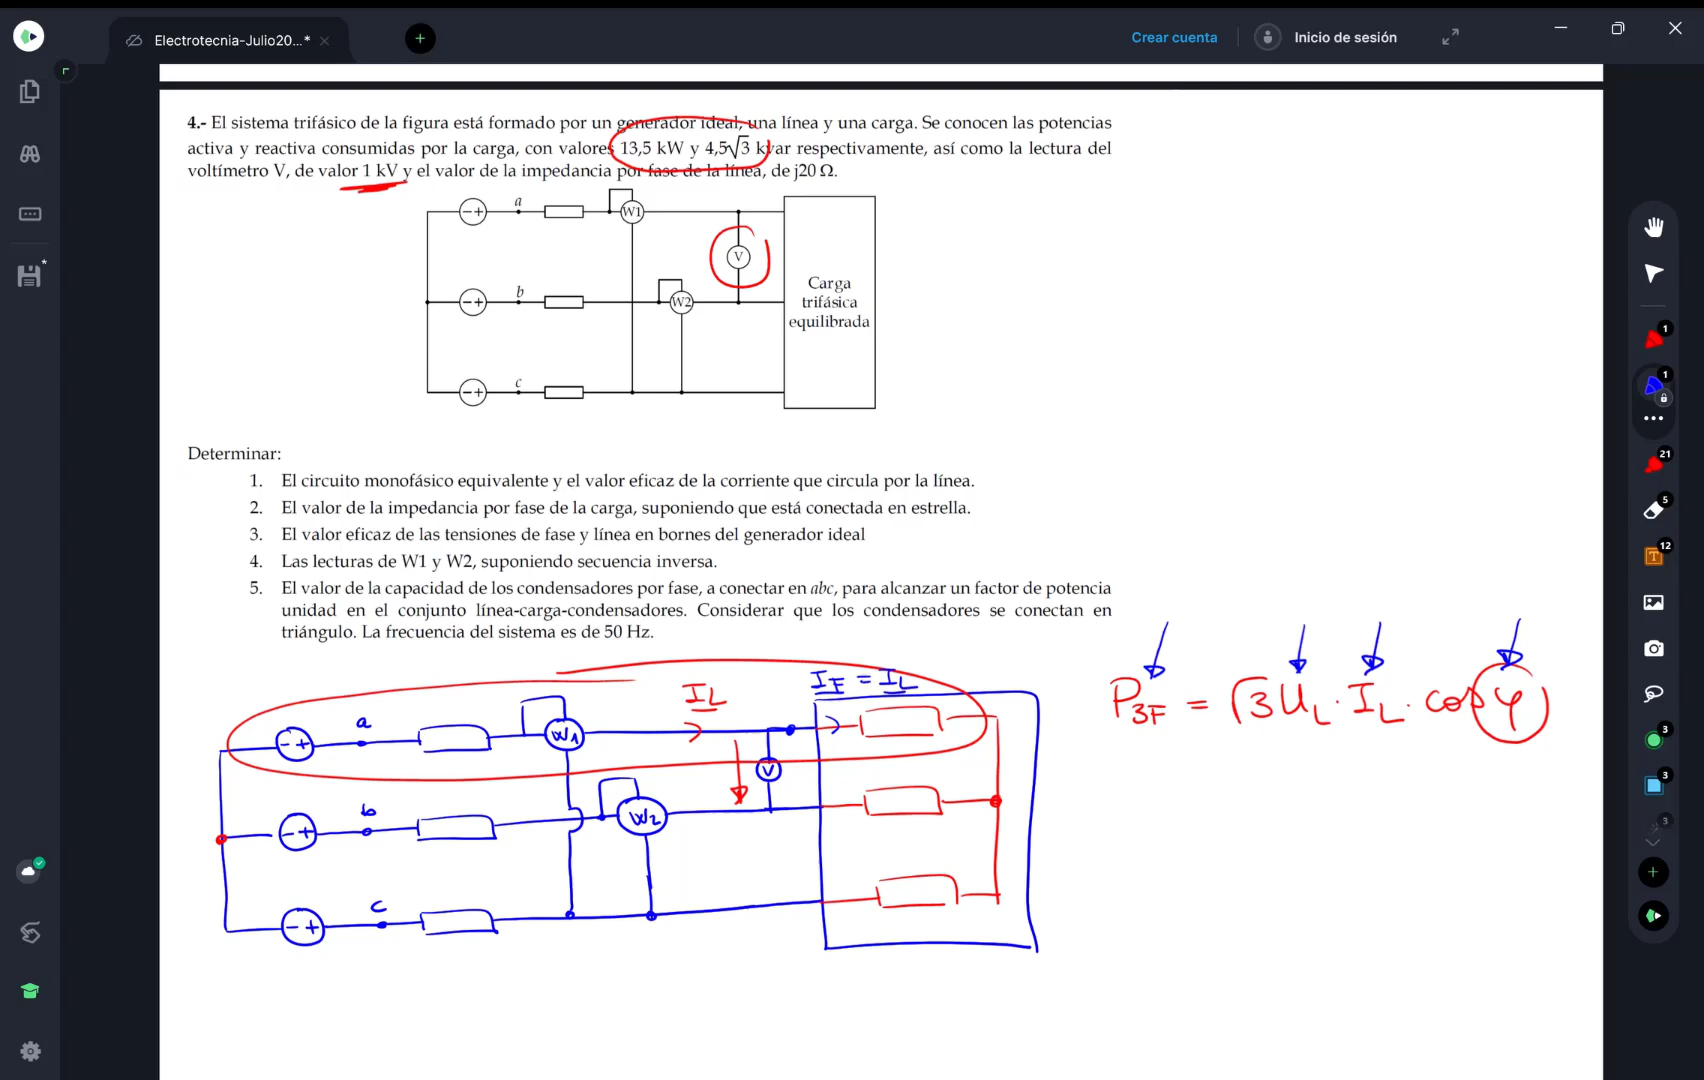 Electrotecnia-Julio20...* ×
Crear cuenta
Inicio de sesión
4.- El sistema trifásico de la figura está formado por un generador ideal, una línea y una carga. Se conocen las potencias
activa y reactiva consumidas por la carga, con valores 13,5 kW y 4,5√3 kvar respectivamente, así como la lectura del
voltímetro V, de valor 1 kV y el valor de la impedancia por fase de la línea, de j20 Ω.
a
W1
V
b
W2
c
Carga
trifásica
equilibrada
Determinar:
1. El circuito monofásico equivalente y el valor eficaz de la corriente que circula por la línea.
2. El valor de la impedancia por fase de la carga, suponiendo que está conectada en estrella.
3. El valor eficaz de las tensiones de fase y línea en bornes del generador ideal
4. Las lecturas de W1 y W2, suponiendo secuencia inversa.
5. El valor de la capacidad de los condensadores por fase, a conectar en abc, para alcanzar un factor de potencia
unidad en el conjunto línea-carga-condensadores. Considerar que los condensadores se conectan en
triángulo. La frecuencia del sistema es de 50 Hz.
P3F = √3 UL · IL · cos φ
IF = IL
IL
a
W1
V
b
W2
c
1
1
21
5
12
3
3
3